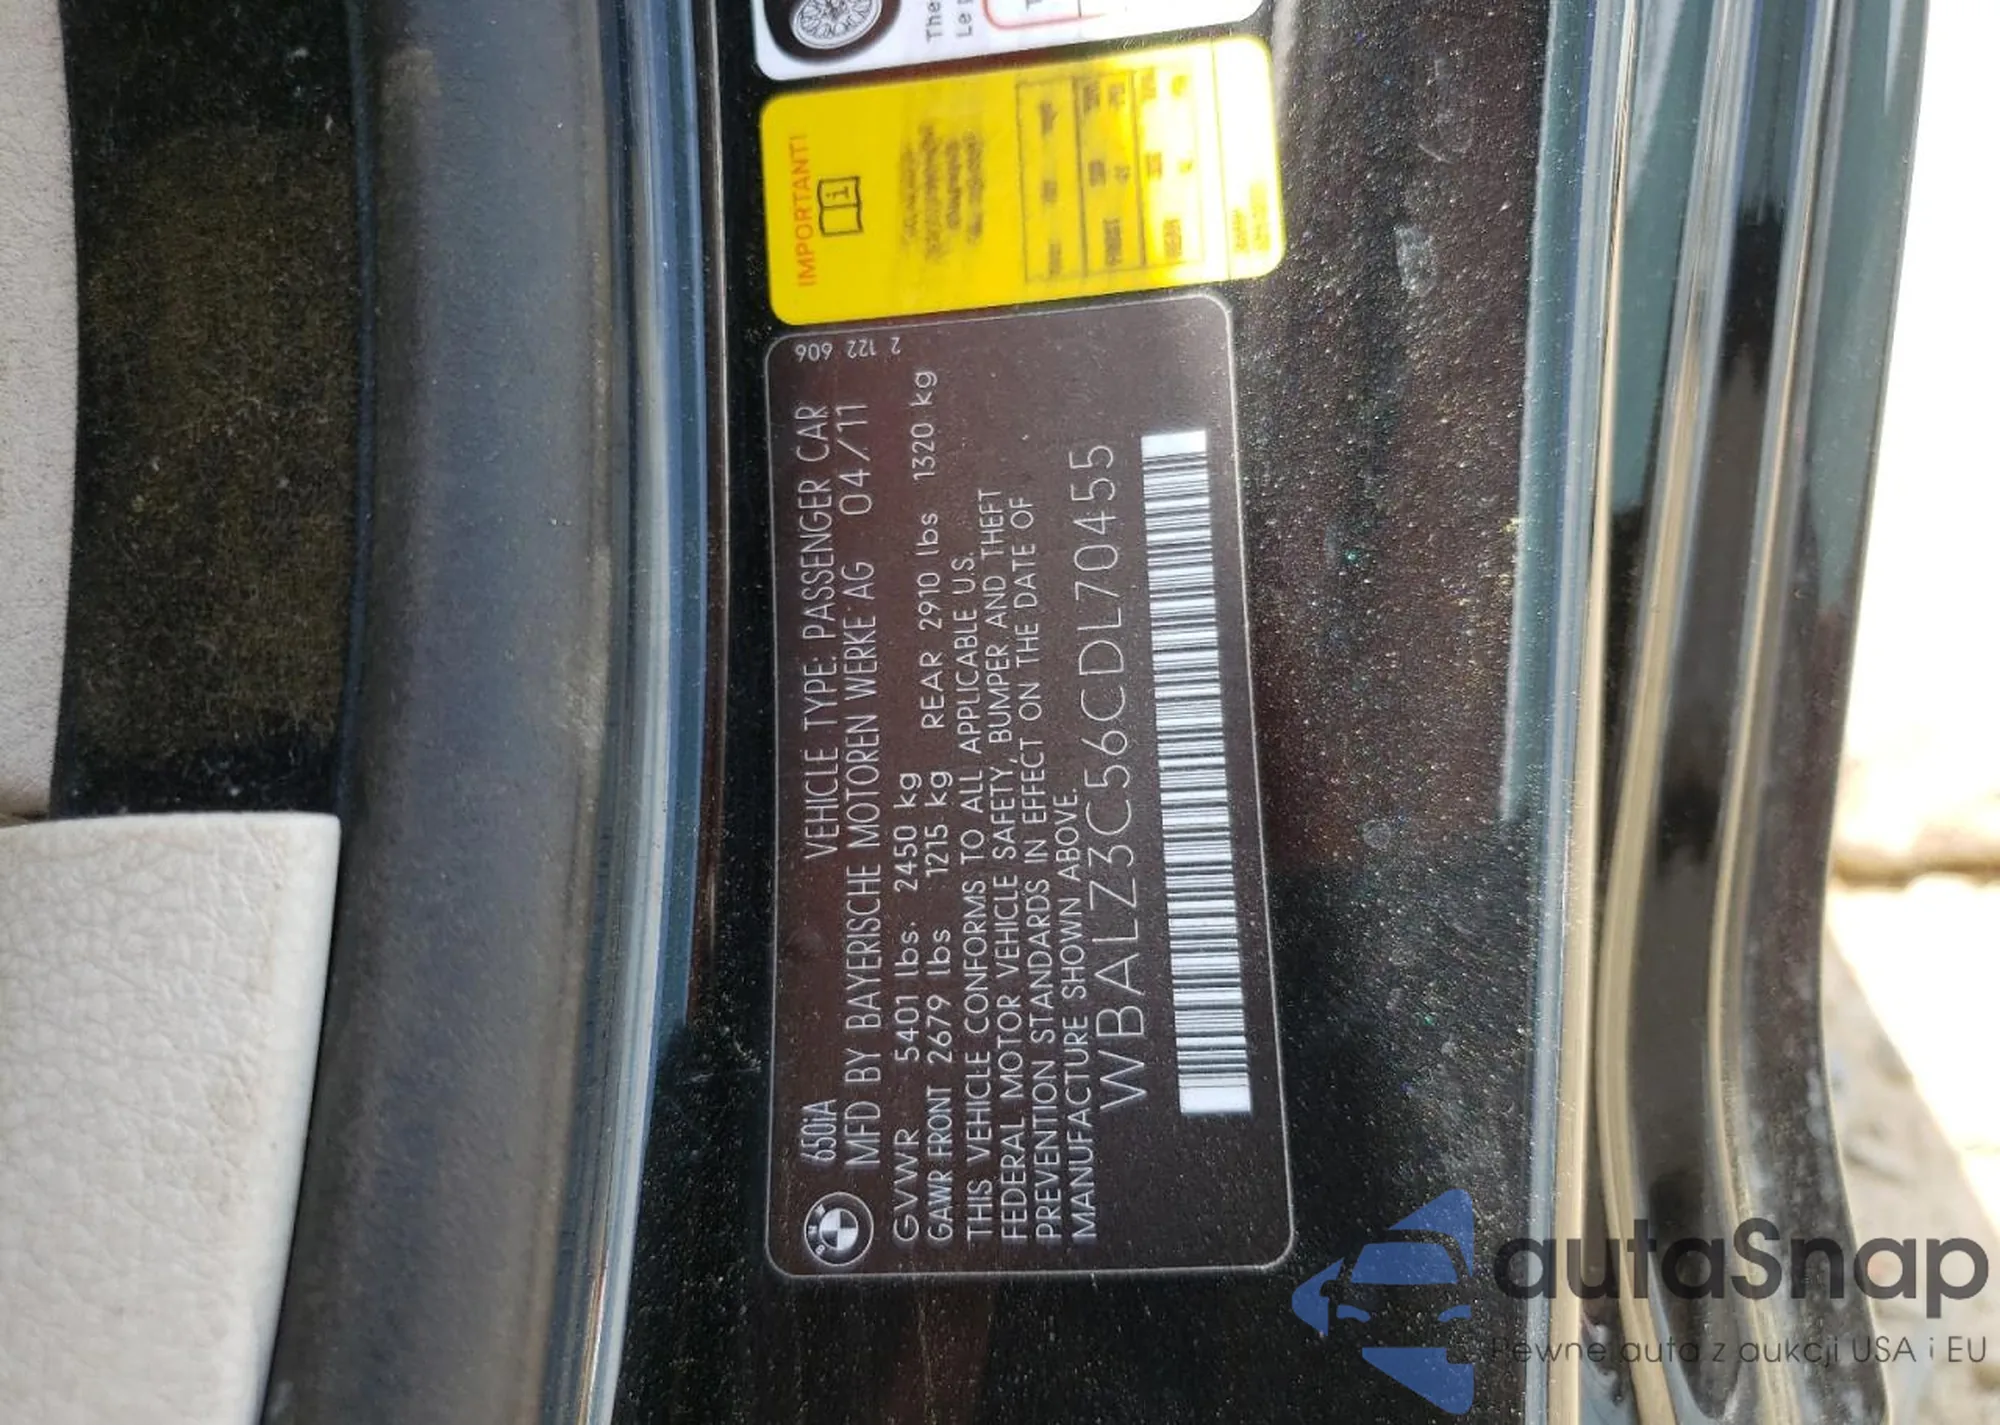 The
Le p
IMPORTANT!
2 122 606
650iA VEHICLE TYPE: PASSENGER CAR
MFD BY BAYERISCHE MOTOREN WERKE AG 04/11
GVWR 5401 lbs. 2450 kg
GAWR FRONT 2679 lbs 1215 kg REAR 2910 lbs 1320 kg
THIS VEHICLE CONFORMS TO ALL APPLICABLE U.S.
FEDERAL MOTOR VEHICLE SAFETY, BUMPER AND THEFT
PREVENTION STANDARDS IN EFFECT ON THE DATE OF
MANUFACTURE SHOWN ABOVE.
WBALZ3C56CDL70455
autaSnap
Pewne auta z aukcji USA i EU